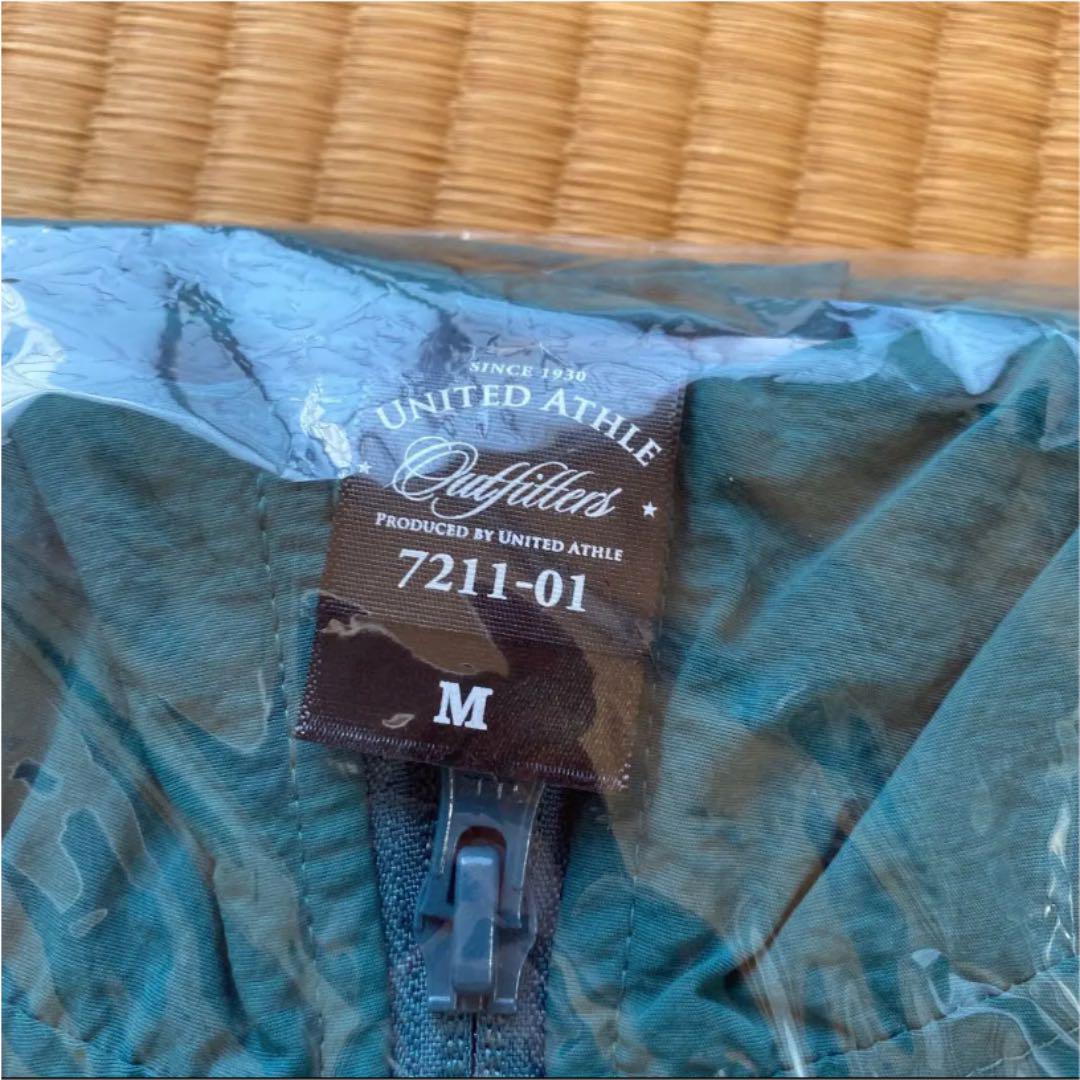 SINCE 1930
UNITED ATHLE
Outfitters
PRODUCED BY UNITED ATHLE
7211-01
M